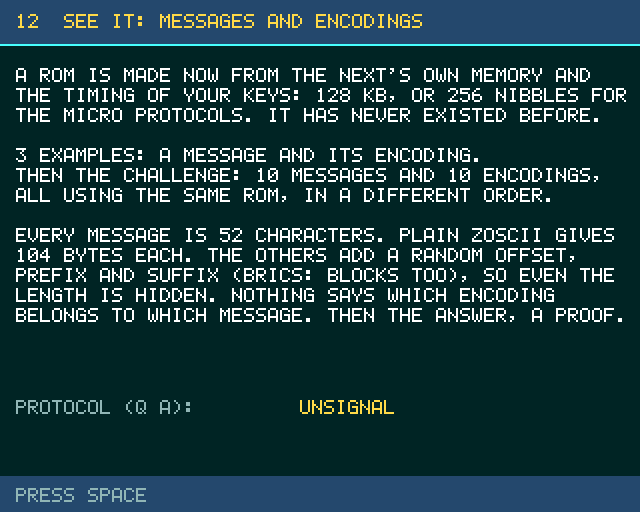 12  SEE IT: MESSAGES AND ENCODINGS
A ROM IS MADE NOW FROM THE NEXT'S OWN MEMORY AND
THE TIMING OF YOUR KEYS: 128 KB, OR 256 NIBBLES FOR
THE MICRO PROTOCOLS. IT HAS NEVER EXISTED BEFORE.
3 EXAMPLES: A MESSAGE AND ITS ENCODING.
THEN THE CHALLENGE: 10 MESSAGES AND 10 ENCODINGS,
ALL USING THE SAME ROM, IN A DIFFERENT ORDER.
EVERY MESSAGE IS 52 CHARACTERS. PLAIN ZOSCII GIVES
104 BYTES EACH. THE OTHERS ADD A RANDOM OFFSET,
PREFIX AND SUFFIX (BRICS: BLOCKS TOO), SO EVEN THE
LENGTH IS HIDDEN. NOTHING SAYS WHICH ENCODING
BELONGS TO WHICH MESSAGE. THEN THE ANSWER, A PROOF.
PROTOCOL (Q A): UNSIGNAL
PRESS SPACE